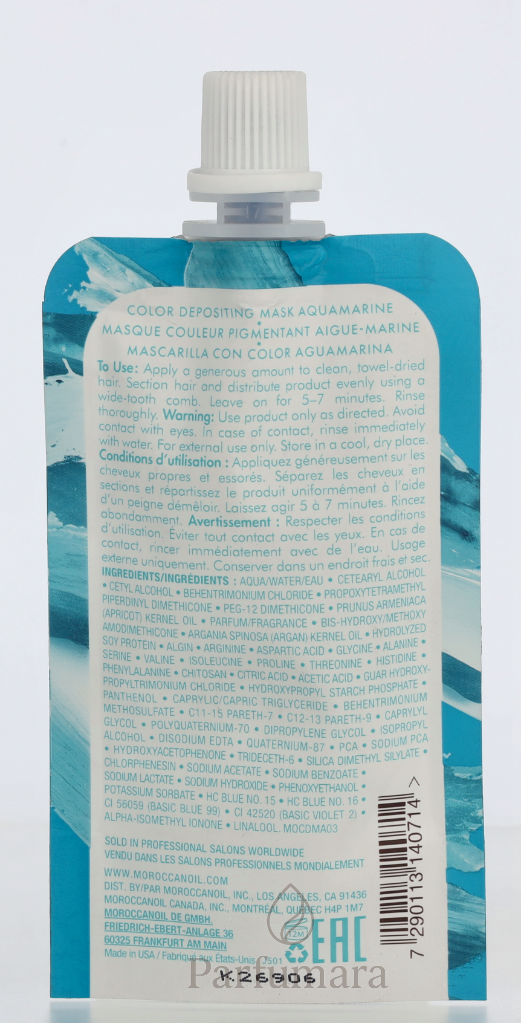 COLOR DEPOSITING MASK AQUAMARINE
•
MASQUE COULEUR PIGMENTANT AIGUE-MARINE
•
MASCARILLA CON COLOR AGUAMARINA
To Use: Apply a generous amount to clean, towel-dried
hair. Section hair and distribute product evenly using a
wide-tooth comb. Leave on for 5–7 minutes. Rinse
thoroughly. Warning: Use product only as directed. Avoid
contact with eyes. In case of contact, rinse immediately
with water. For external use only. Store in a cool, dry place.
Conditions d'utilisation : Appliquez généreusement sur les
cheveux propres et essorés. Séparez les cheveux en
sections et répartissez le produit uniformément à l'aide
d'un peigne démêloir. Laissez agir 5 à 7 minutes. Rincez
abondamment. Avertissement : Respecter les conditions
d'utilisation. Éviter tout contact avec les yeux. En cas de
contact, rincer immédiatement avec de l'eau. Usage
externe uniquement. Conserver dans un endroit frais et sec.
INGREDIENTS/INGRÉDIENTS : AQUA/WATER/EAU • CETEARYL ALCOHOL
• CETYL ALCOHOL • BEHENTRIMONIUM CHLORIDE • PROPOXYTETRAMETHYL
PIPERDINYL DIMETHICONE • PEG-12 DIMETHICONE • PRUNUS ARMENIACA
(APRICOT) KERNEL OIL • PARFUM/FRAGRANCE • BIS-HYDROXY/METHOXY
AMODIMETHICONE • ARGANIA SPINOSA (ARGAN) KERNEL OIL • HYDROLYZED
SOY PROTEIN • ALGIN • ARGININE • ASPARTIC ACID • GLYCINE • ALANINE •
SERINE • VALINE • ISOLEUCINE • PROLINE • THREONINE • HISTIDINE •
PHENYLALANINE • CHITOSAN • CITRIC ACID • ACETIC ACID • GUAR HYDROXY-
PROPYLTRIMONIUM CHLORIDE • HYDROXYPROPYL STARCH PHOSPHATE •
PANTHENOL • CAPRYLIC/CAPRIC TRIGLYCERIDE • BEHENTRIMONIUM
METHOSULFATE • C11-15 PARETH-7 • C12-13 PARETH-9 • CAPRYLYL
GLYCOL • POLYQUATERNIUM-70 • DIPROPYLENE GLYCOL • ISOPROPYL
ALCOHOL • DISODIUM EDTA • QUATERNIUM-87 • PCA • SODIUM PCA
• HYDROXYACETOPHENONE • TRIDECETH-6 • SILICA DIMETHYL SILYLATE •
CHLORPHENESIN • SODIUM ACETATE • SODIUM BENZOATE •
SODIUM LACTATE • SODIUM HYDROXIDE • PHENOXYETHANOL •
POTASSIUM SORBATE • HC BLUE NO. 15 • HC BLUE NO. 16 •
CI 56059 (BASIC BLUE 99) • CI 42520 (BASIC VIOLET 2) •
ALPHA-ISOMETHYL IONONE • LINALOOL. MOCOMA03
SOLD IN PROFESSIONAL SALONS WORLDWIDE
VENDU DANS LES SALONS PROFESSIONNELS MONDIALEMENT
WWW.MOROCCANOIL.COM
DIST. BY/PAR MOROCCANOIL, INC., LOS ANGELES, CA 91436
MOROCCANOIL CANADA, INC., MONTRÉAL, QUÉBEC H4P 1M7
MOROCCANOIL DE GMBH,
FRIEDRICH-EBERT-ANLAGE 36
60325 FRANKFURT AM MAIN
Made in USA / Fabriqué aux États-Unis
J501
12M
EAC
7 290113 140714 >
K26906
Parfumara